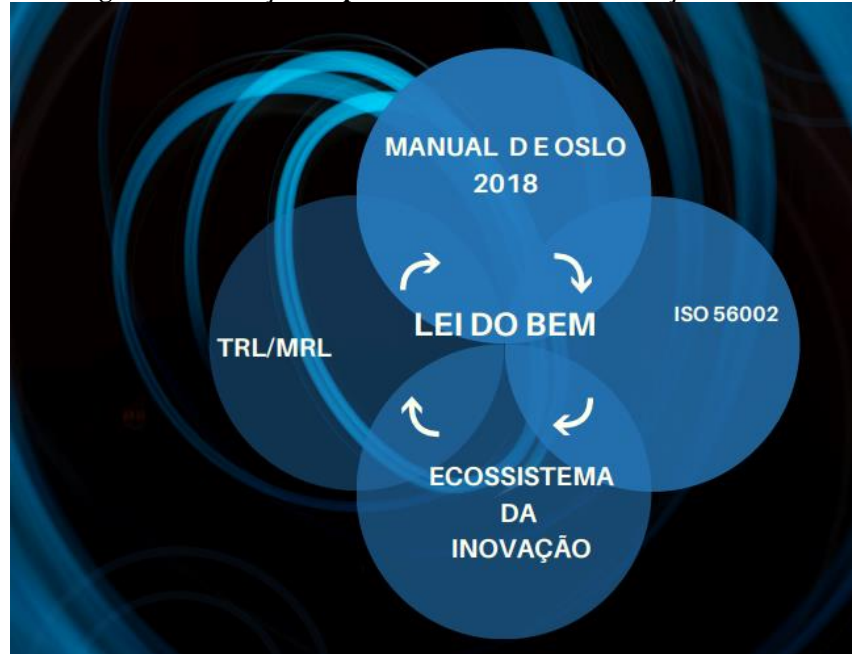 MANUAL D E OSLO
2018
LEI DO BEM
ISO 56002
TRL/MRL
ECOSSISTEMA
DA
INOVAÇÃO